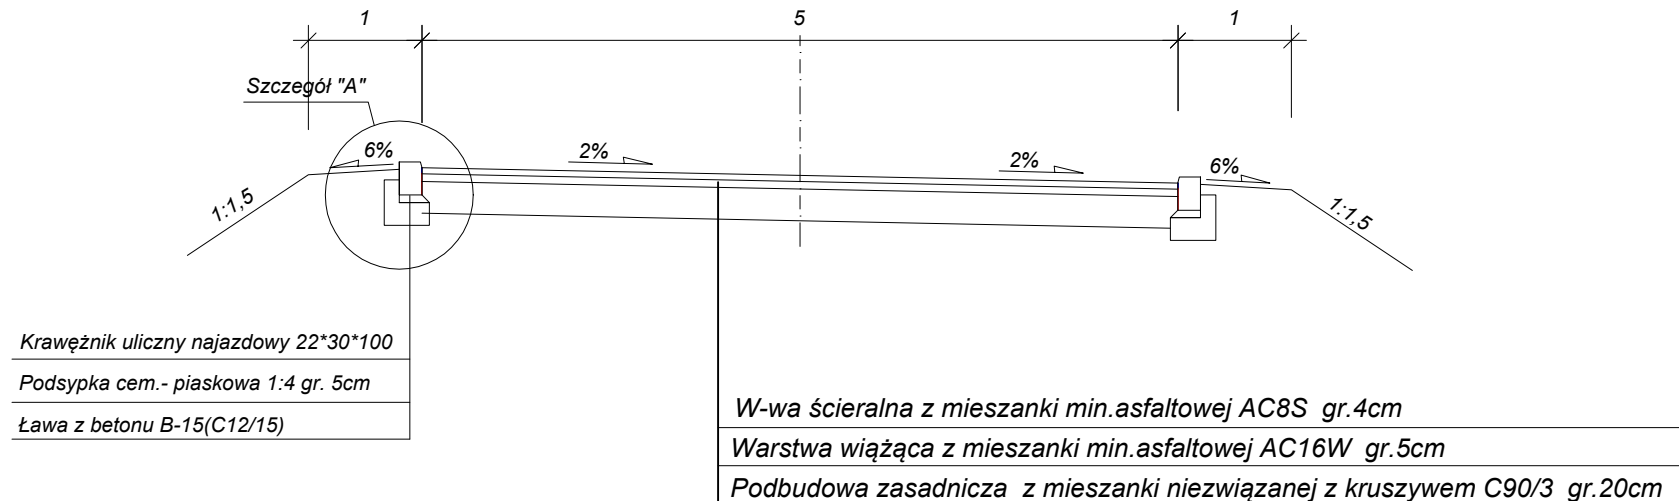 1 5 1
Szczegół "A"
6% 2% 2% 6%
1:1,5 1:1,5
Krawężnik uliczny najazdowy 22*30*100
Podsypka cem.- piaskowa 1:4 gr. 5cm
Ława z betonu B-15(C12/15)
W-wa ścieralna z mieszanki min.asfaltowej AC8S gr.4cm
Warstwa wiążąca z mieszanki min.asfaltowej AC16W gr.5cm
Podbudowa zasadnicza z mieszanki niezwiązanej z kruszywem C90/3 gr.20cm